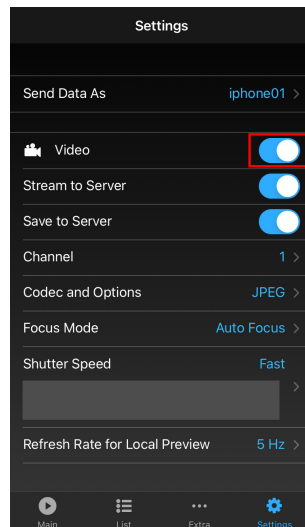 Settings
Send Data As iphone01 >
Video
Stream to Server
Save to Server
Channel 1 >
Codec and Options JPEG >
Focus Mode Auto Focus >
Shutter Speed Fast >
Refresh Rate for Local Preview 5 Hz >
Main List Extra Settings